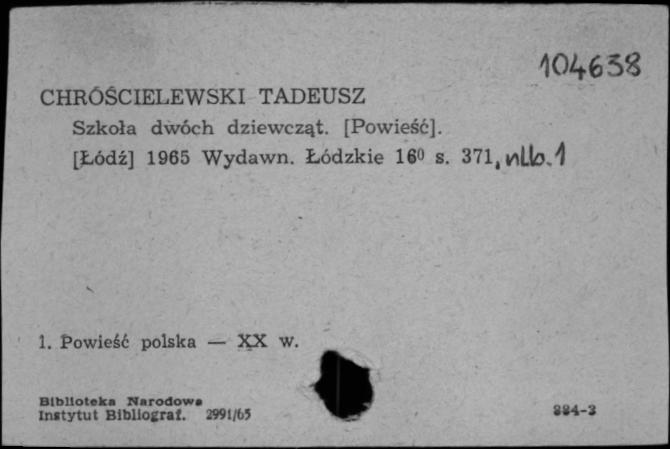 104638
CHRÓŚCIELEWSKI TADEUSZ
Szkoła dwóch dziewcząt. [Powieść].
[Łódź] 1965 Wydawn. Łódzkie 16⁰ s. 371, nlb. 1
1. Powieść polska — XX w.
Biblioteka Narodowa
Instytut Bibliograf. 2991/65
884-3